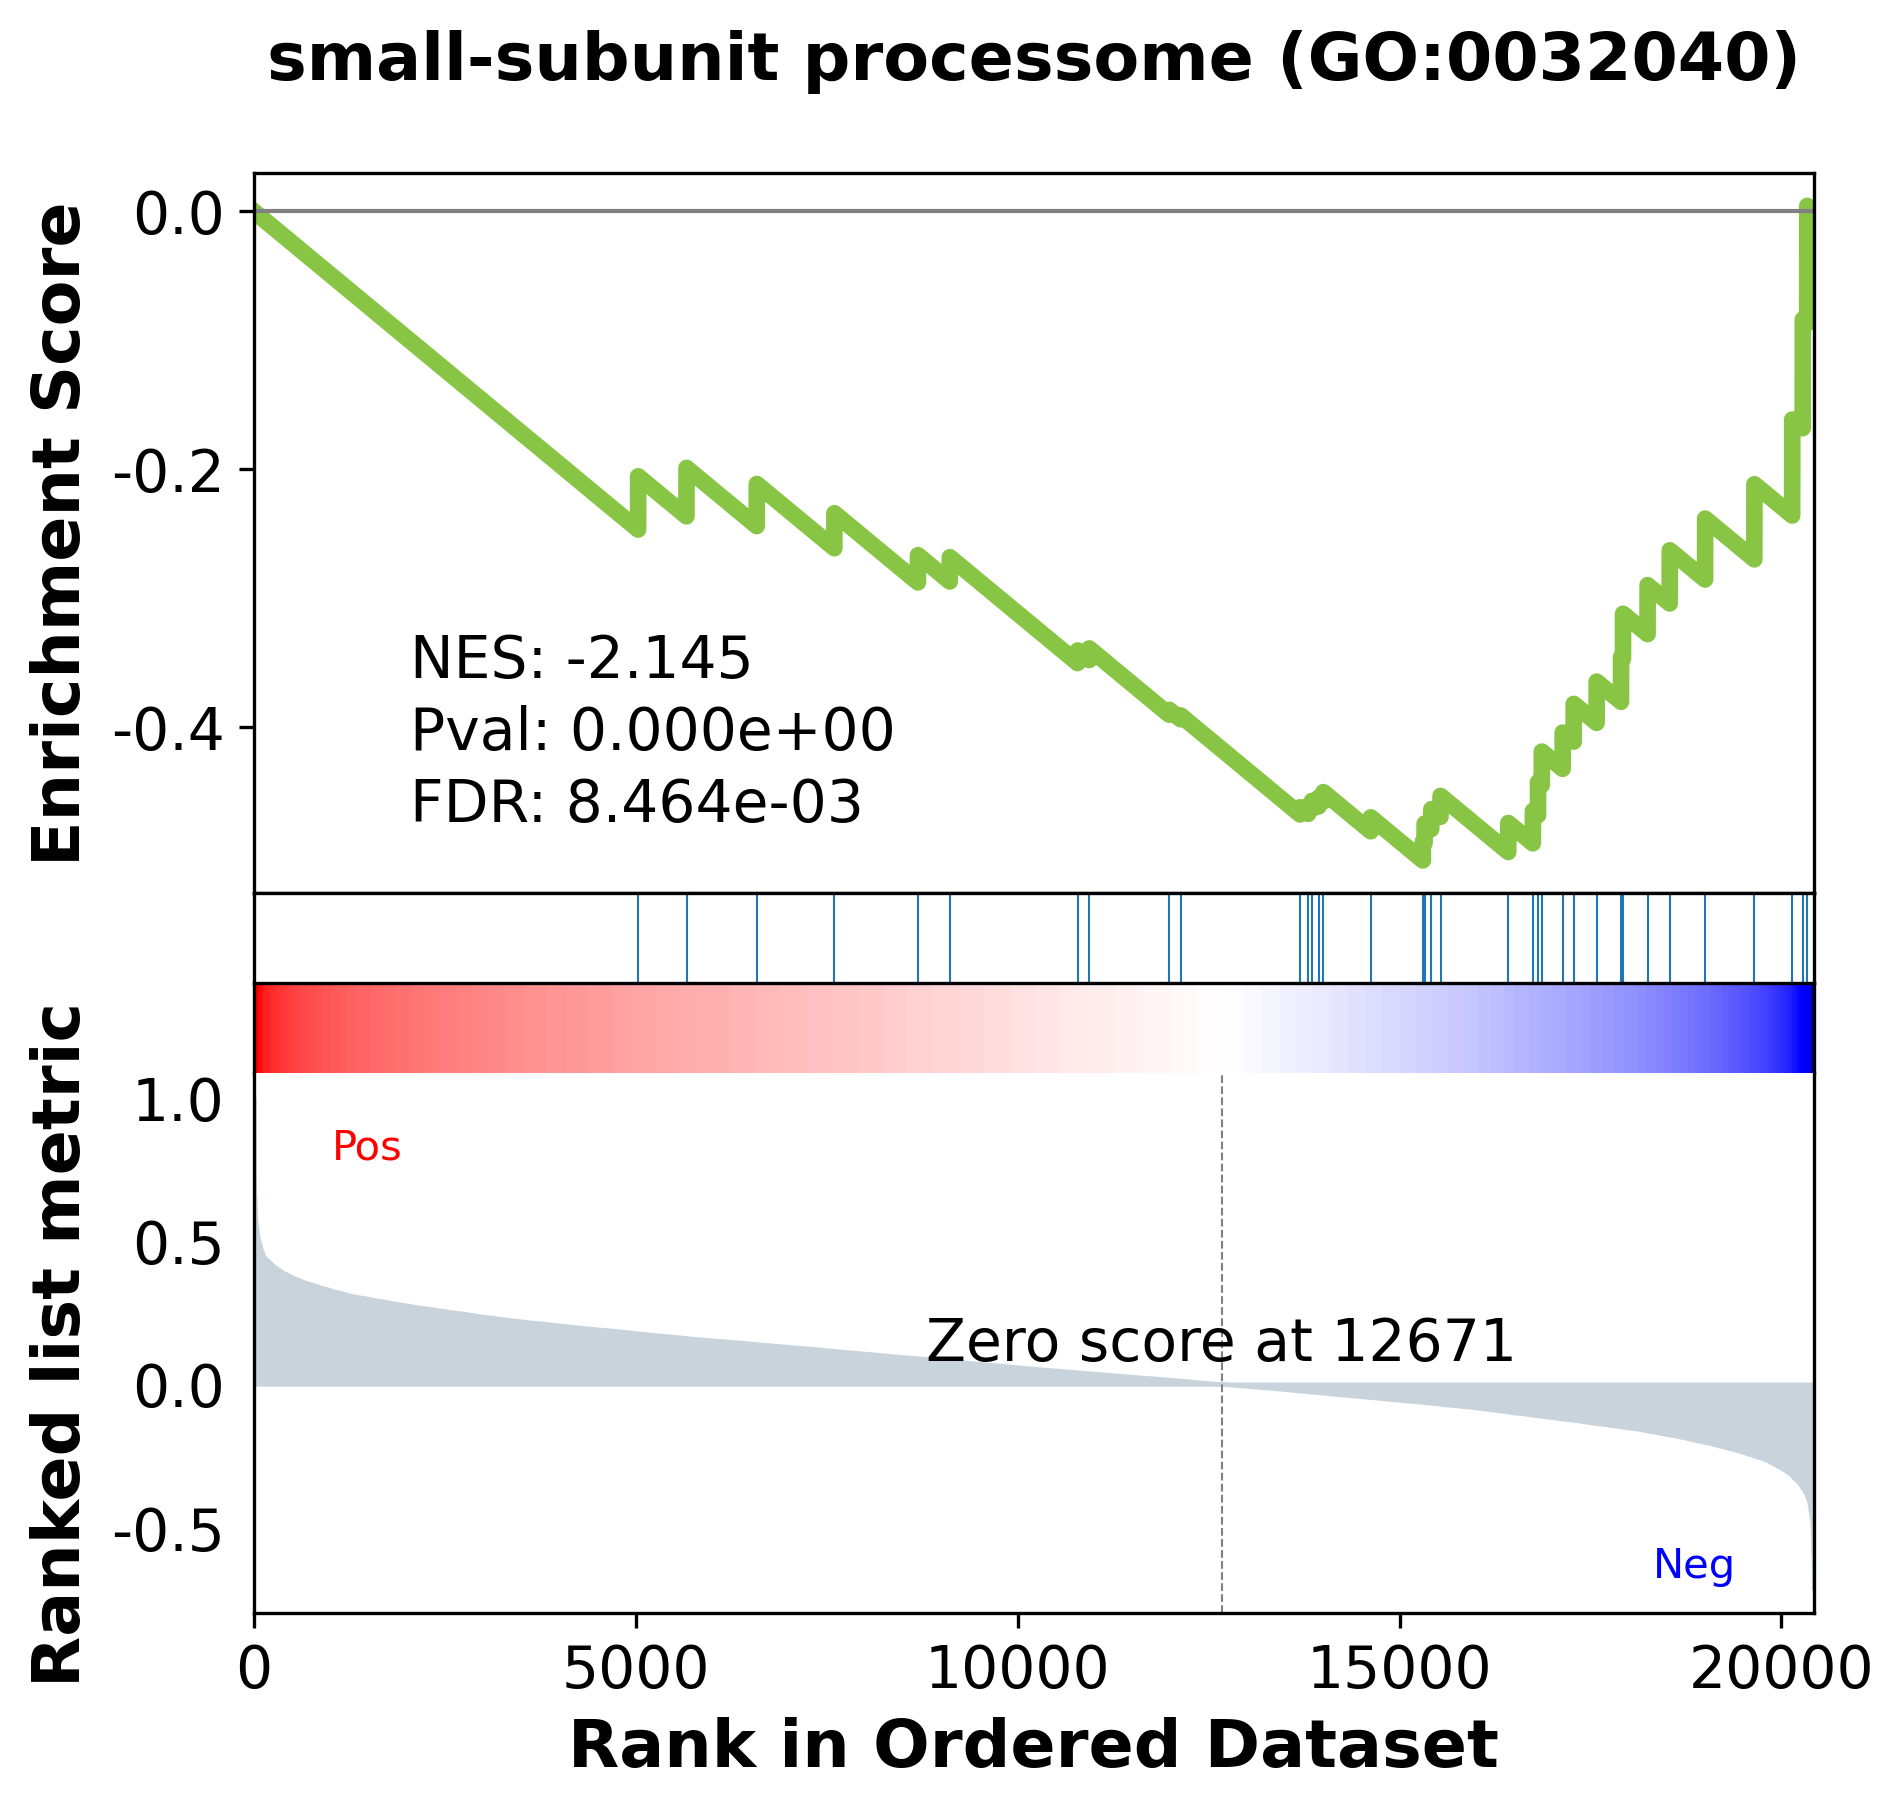 small-subunit processome (GO:0032040)
Enrichment Score
0.0
-0.2
-0.4
NES: -2.145
Pval: 0.000e+00
FDR: 8.464e-03
Ranked list metric
1.0
0.5
0.0
-0.5
Pos
Zero score at 12671
Neg
0 5000 10000 15000 20000
Rank in Ordered Dataset